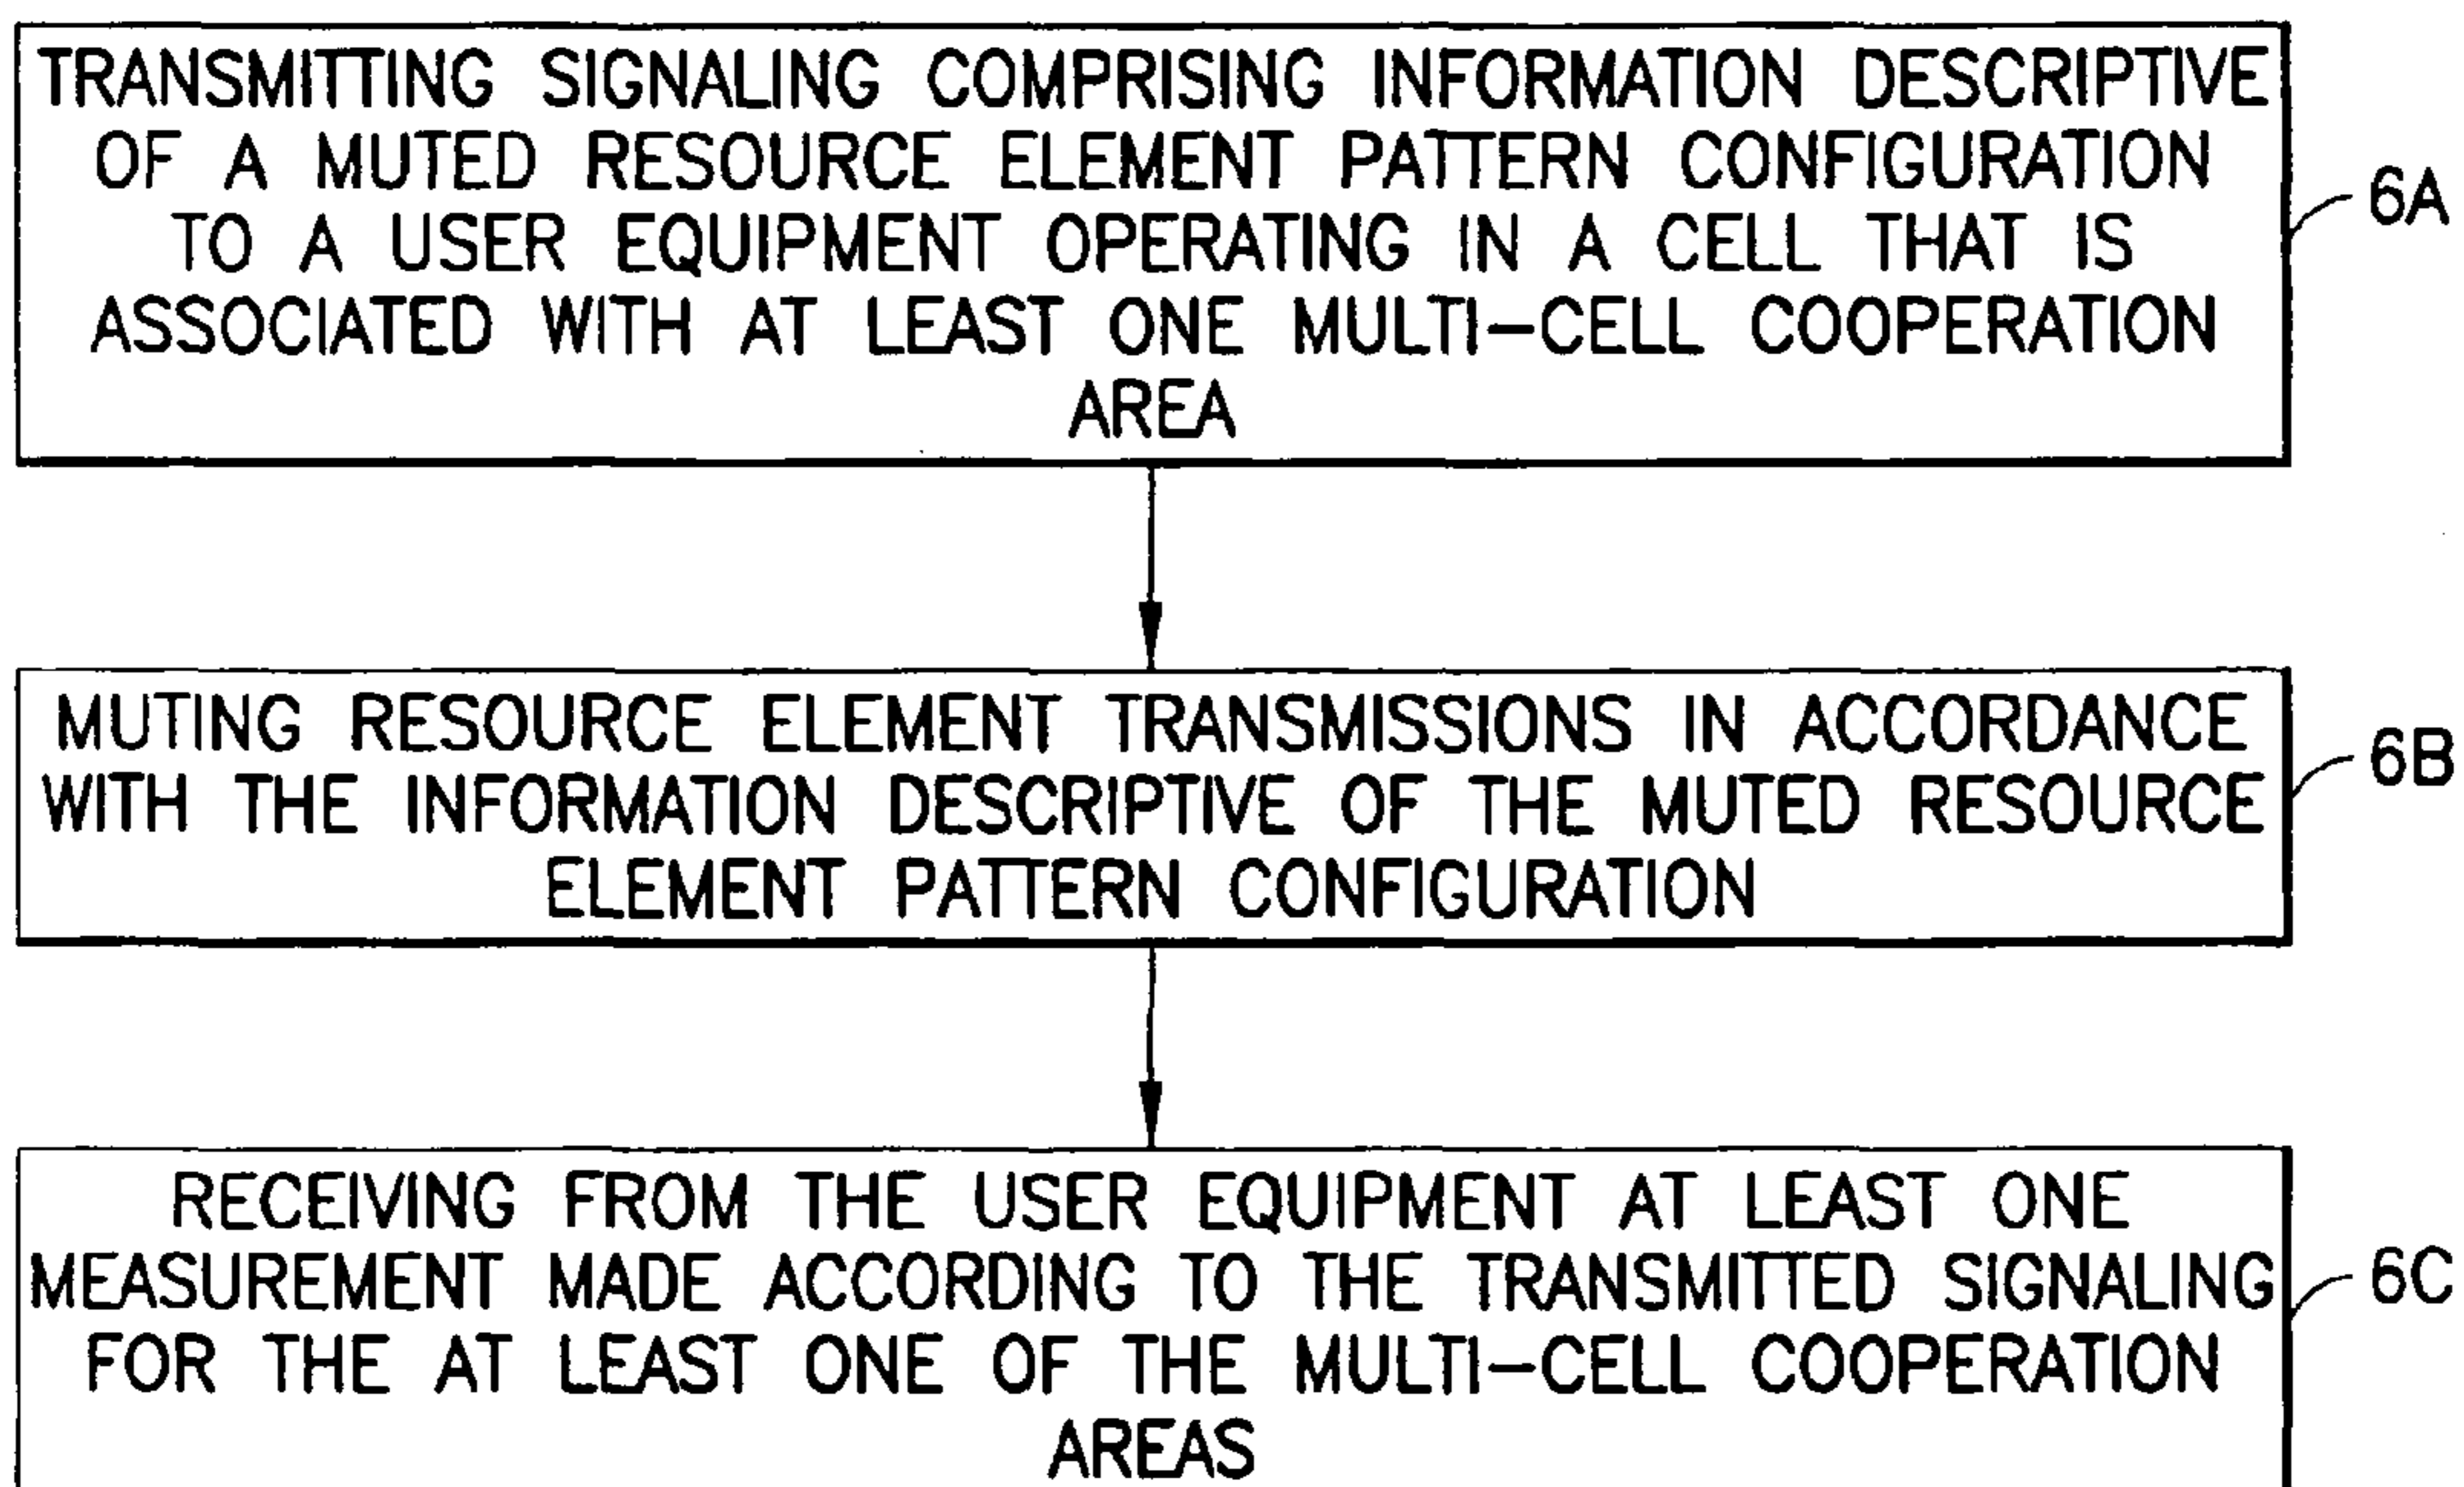 TRANSMITTING SIGNALING COMPRISING INFORMATION DESCRIPTIVE
OF A MUTED RESOURCE ELEMENT PATTERN CONFIGURATION
TO A USER EQUIPMENT OPERATING IN A CELL THAT IS
ASSOCIATED WITH AT LEAST ONE MULTI-CELL COOPERATION
AREA
6A
MUTING RESOURCE ELEMENT TRANSMISSIONS IN ACCORDANCE
WITH THE INFORMATION DESCRIPTIVE OF THE MUTED RESOURCE
ELEMENT PATTERN CONFIGURATION
6B
RECEIVING FROM THE USER EQUIPMENT AT LEAST ONE
MEASUREMENT MADE ACCORDING TO THE TRANSMITTED SIGNALING
FOR THE AT LEAST ONE OF THE MULTI-CELL COOPERATION
AREAS
6C